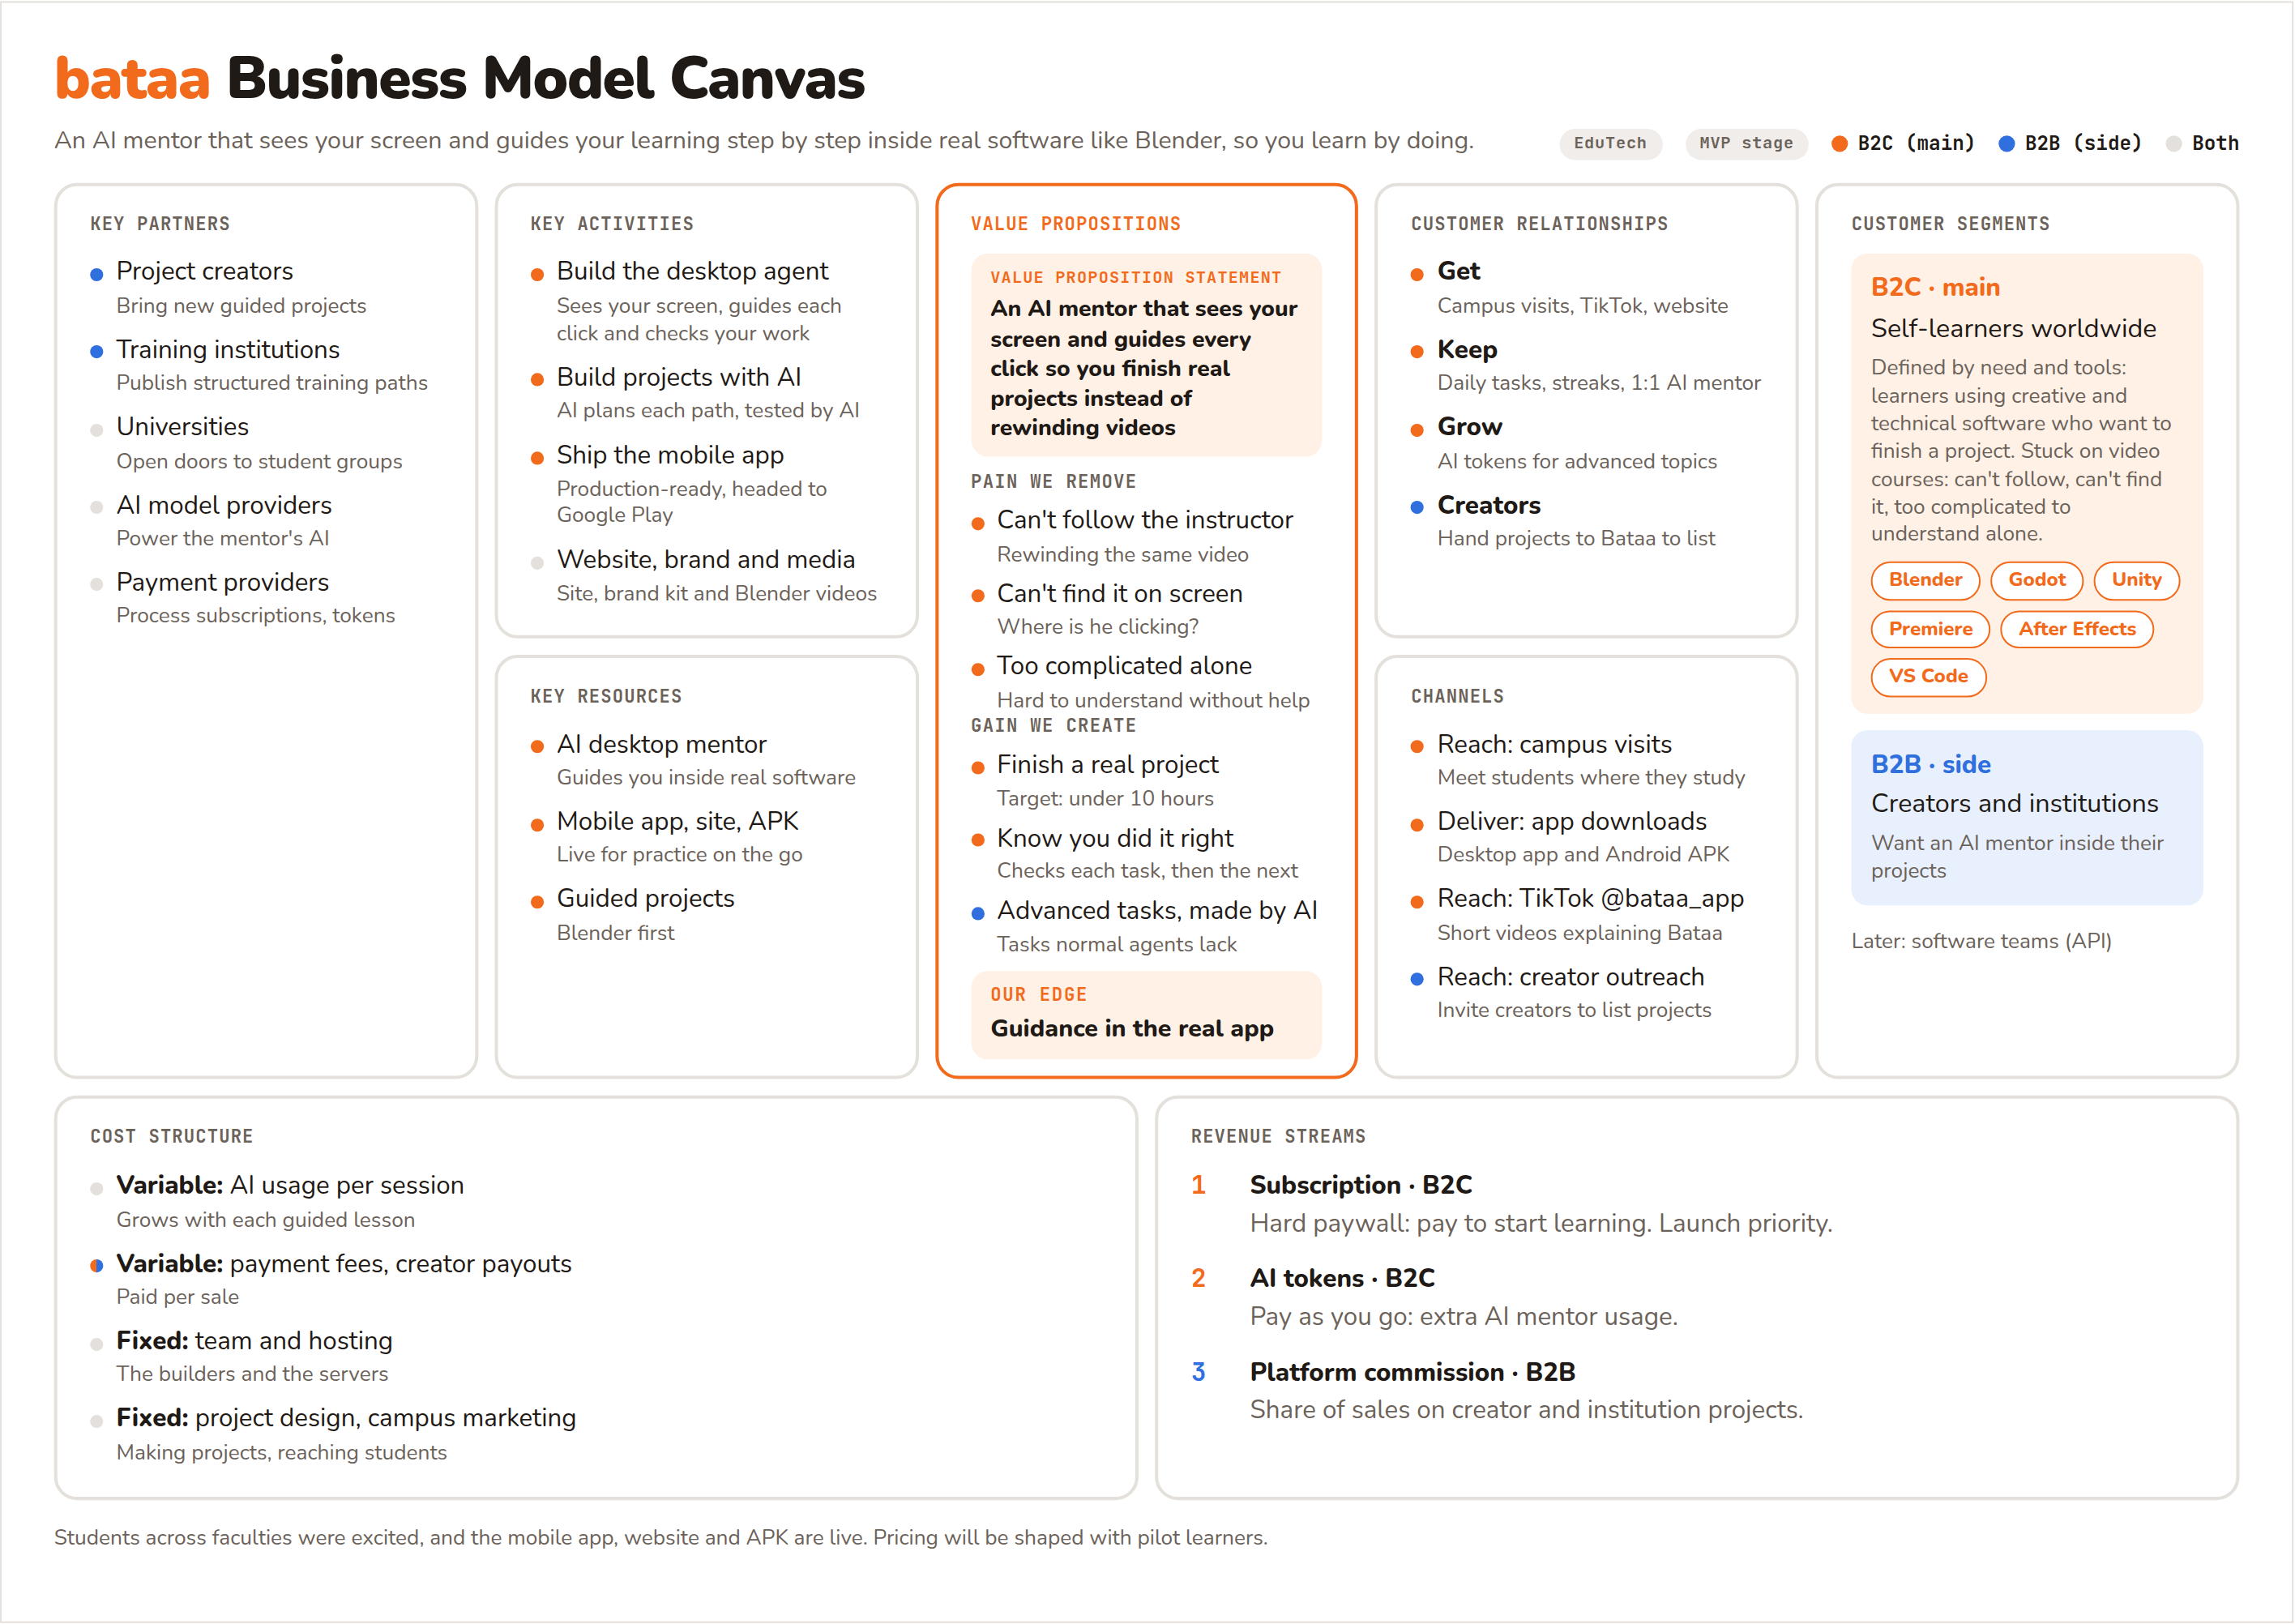 bataa Business Model Canvas
An AI mentor that sees your screen and guides your learning step by step inside real software like Blender, so you learn by doing.
EduTech
MVP stage
B2C (main)
B2B (side)
Both
KEY PARTNERS
Project creators
Bring new guided projects
Training institutions
Publish structured training paths
Universities
Open doors to student groups
AI model providers
Power the mentor's AI
Payment providers
Process subscriptions, tokens
KEY ACTIVITIES
Build the desktop agent
Sees your screen, guides each
click and checks your work
Build projects with AI
AI plans each path, tested by AI
Ship the mobile app
Production-ready, headed to
Google Play
Website, brand and media
Site, brand kit and Blender videos
KEY RESOURCES
AI desktop mentor
Guides you inside real software
Mobile app, site, APK
Live for practice on the go
Guided projects
Blender first
VALUE PROPOSITIONS
VALUE PROPOSITION STATEMENT
An AI mentor that sees your
screen and guides every
click so you finish real
projects instead of
rewinding videos
PAIN WE REMOVE
Can't follow the instructor
Rewinding the same video
Can't find it on screen
Where is he clicking?
Too complicated alone
Hard to understand without help
GAIN WE CREATE
Finish a real project
Target: under 10 hours
Know you did it right
Checks each task, then the next
Advanced tasks, made by AI
Tasks normal agents lack
OUR EDGE
Guidance in the real app
CUSTOMER RELATIONSHIPS
Get
Campus visits, TikTok, website
Keep
Daily tasks, streaks, 1:1 AI mentor
Grow
AI tokens for advanced topics
Creators
Hand projects to Bataa to list
CHANNELS
Reach: campus visits
Meet students where they study
Deliver: app downloads
Desktop app and Android APK
Reach: TikTok @bataa_app
Short videos explaining Bataa
Reach: creator outreach
Invite creators to list projects
CUSTOMER SEGMENTS
B2C · main
Self-learners worldwide
Defined by need and tools:
learners using creative and
technical software who want to
finish a project. Stuck on video
courses: can't follow, can't find
it, too complicated to
understand alone.
Blender
Godot
Unity
Premiere
After Effects
VS Code
B2B · side
Creators and institutions
Want an AI mentor inside their
projects
Later: software teams (API)
COST STRUCTURE
Variable: AI usage per session
Grows with each guided lesson
Variable: payment fees, creator payouts
Paid per sale
Fixed: team and hosting
The builders and the servers
Fixed: project design, campus marketing
Making projects, reaching students
REVENUE STREAMS
1 Subscription · B2C
Hard paywall: pay to start learning. Launch priority.
2 AI tokens · B2C
Pay as you go: extra AI mentor usage.
3 Platform commission · B2B
Share of sales on creator and institution projects.
Students across faculties were excited, and the mobile app, website and APK are live. Pricing will be shaped with pilot learners.